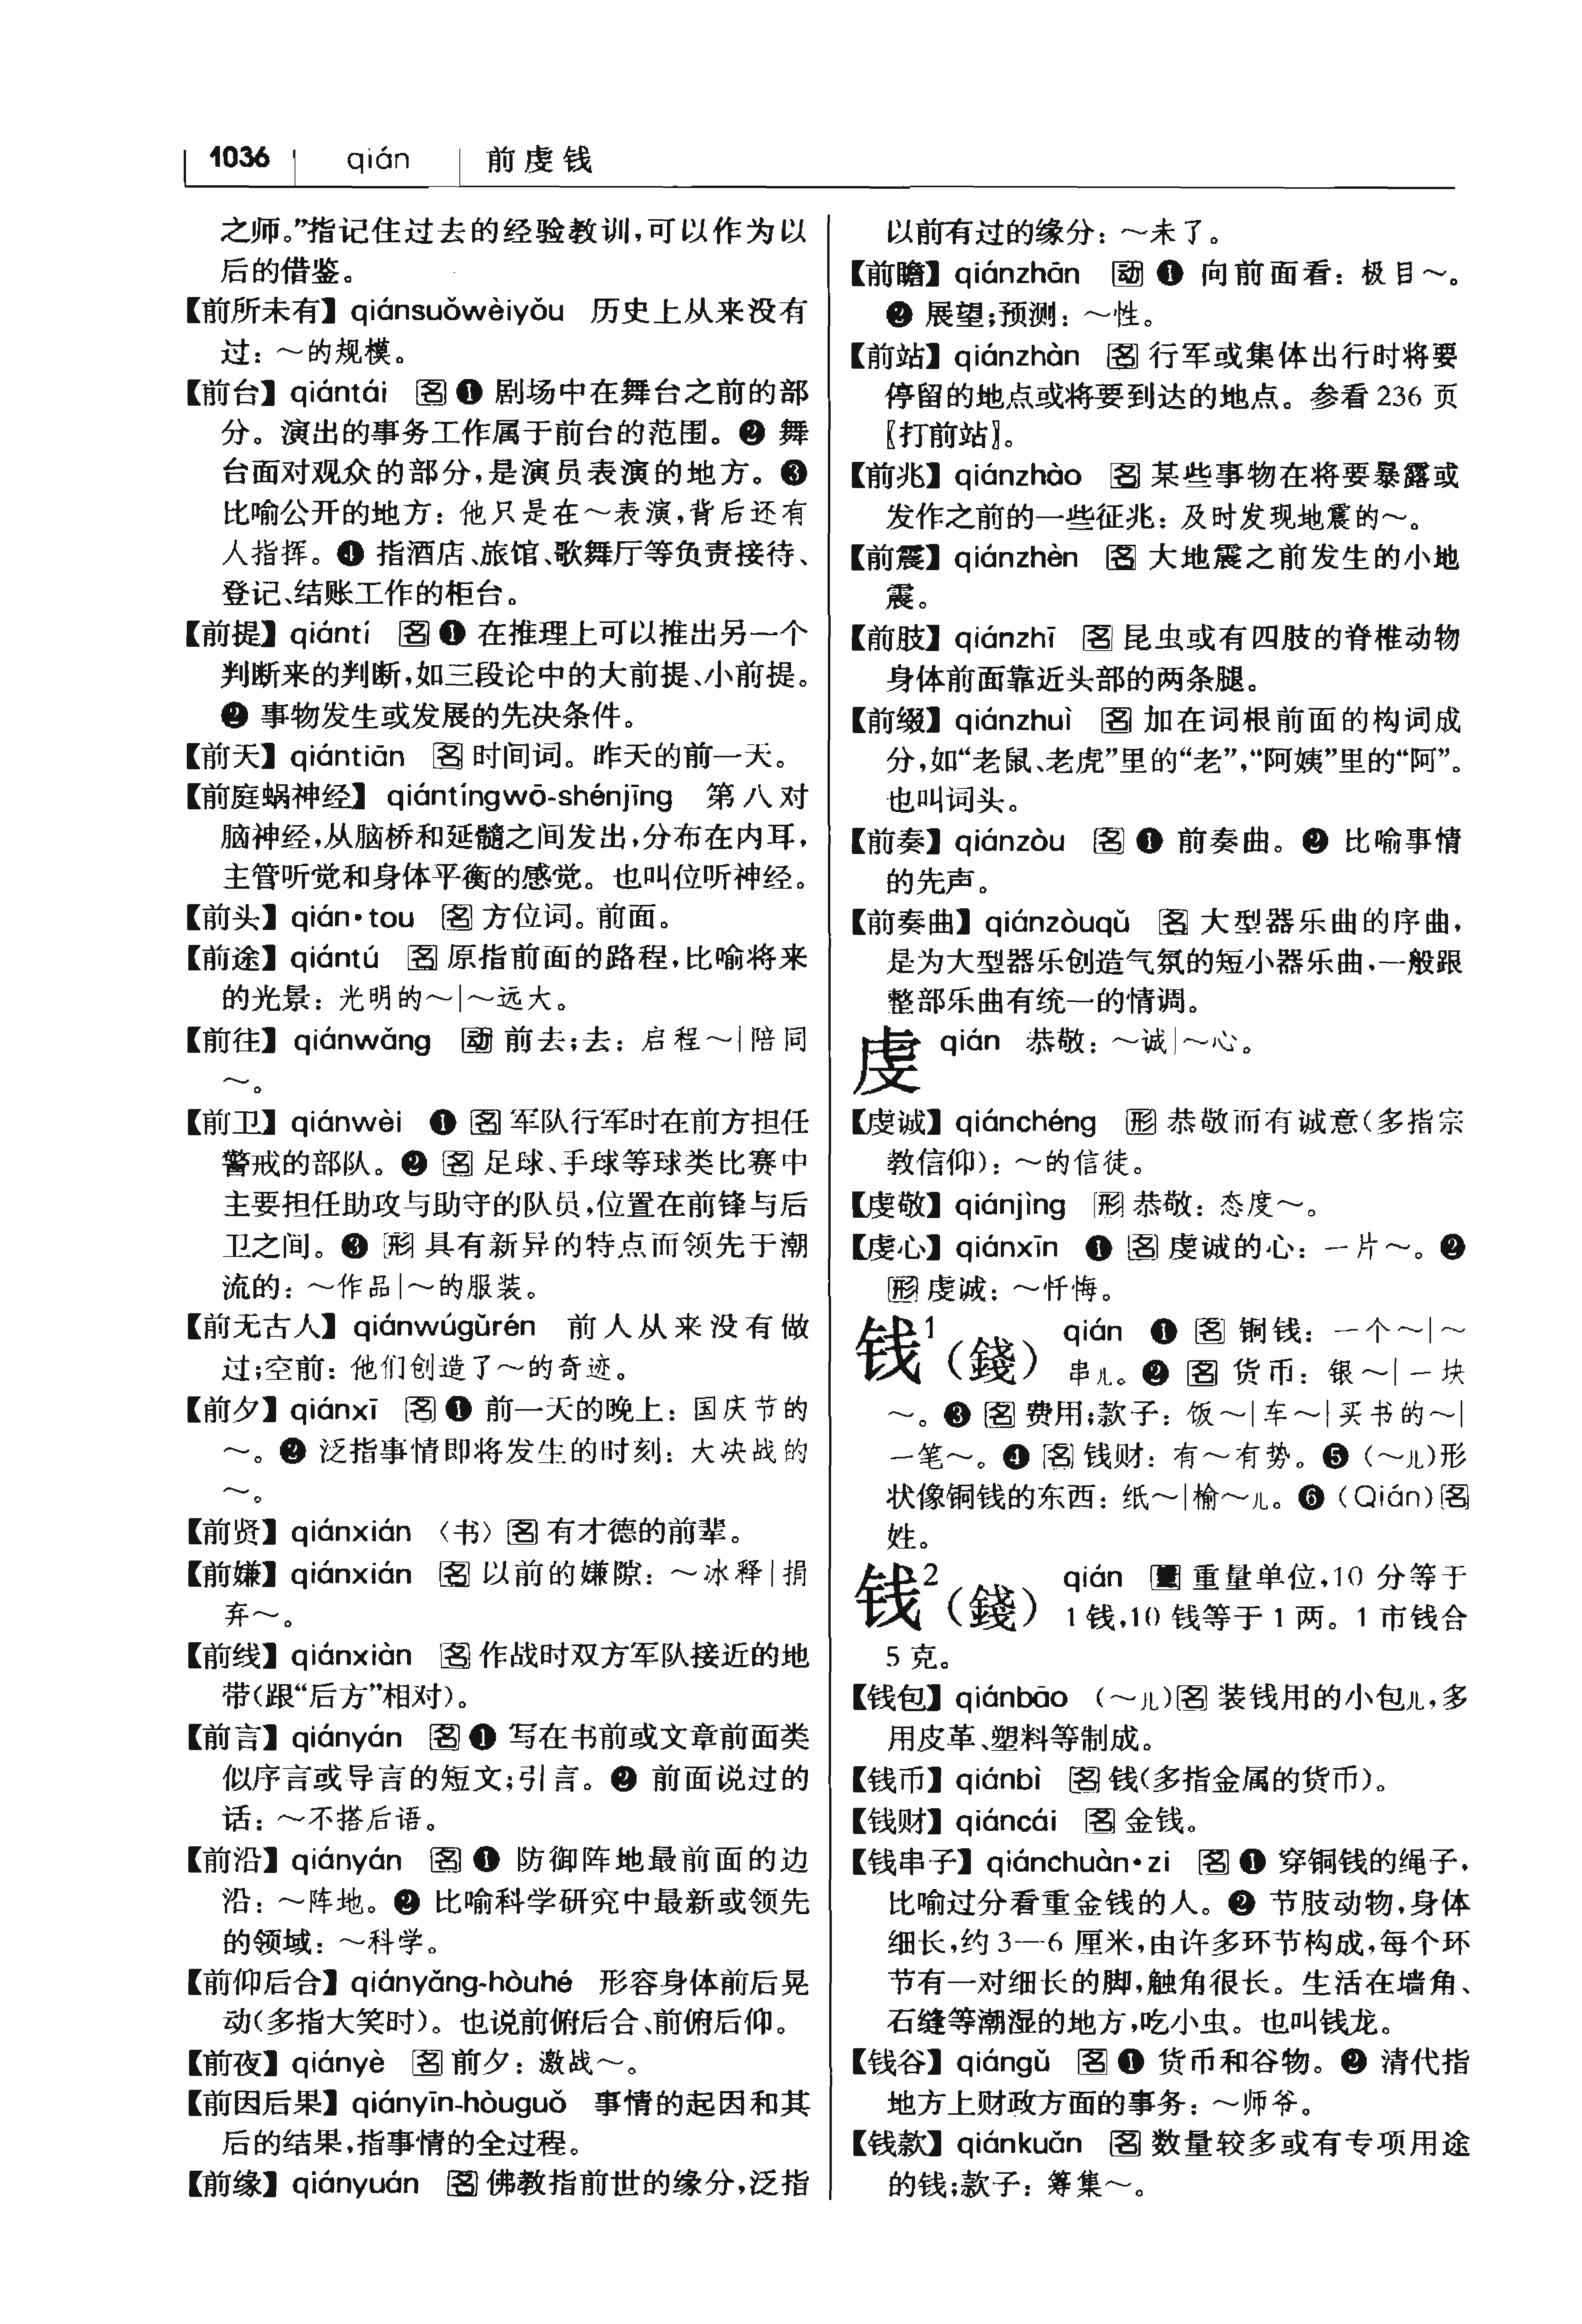 1036 qián 前虔钱
之师。”指记住过去的经验教训，可以作为以
后的借鉴。
【前所未有】qiánsuǒwèiyǒu 历史上从来没有
过：～的规模。
【前台】qiántái 名❶ 剧场中在舞台之前的部
分。演出的事务工作属于前台的范围。❷ 舞
台面对观众的部分，是演员表演的地方。❸
比喻公开的地方：他只是在～表演，背后还有
人指挥。❹ 指酒店、旅馆、歌舞厅等负责接待、
登记、结账工作的柜台。
【前提】qiántí 名❶ 在推理上可以推出另一个
判断来的判断，如三段论中的大前提、小前提。
❷ 事物发生或发展的先决条件。
【前天】qiántiān 名时间词。昨天的前一天。
【前庭蜗神经】qiántíngwō-shénjīng 第八对
脑神经，从脑桥和延髓之间发出，分布在内耳，
主管听觉和身体平衡的感觉。也叫位听神经。
【前头】qián•tou 名方位词。前面。
【前途】qiántú 名原指前面的路程，比喻将来
的光景：光明的～|～远大。
【前往】qiánwǎng 动前去；去：启程～|陪同
～。
【前卫】qiánwèi ❶ 名军队行军时在前方担任
警戒的部队。❷ 名足球、手球等球类比赛中
主要担任助攻与助守的队员，位置在前锋与后
卫之间。❸ 形具有新异的特点而领先于潮
流的：～作品|～的服装。
【前无古人】qiánwúgǔrén 前人从来没有做
过；空前：他们创造了～的奇迹。
【前夕】qiánxī 名❶ 前一天的晚上：国庆节的
～。❷ 泛指事情即将发生的时刻：大决战的
～。
【前贤】qiánxián 〈书〉名有才德的前辈。
【前嫌】qiánxián 名以前的嫌隙：～冰释|捐
弃～。
【前线】qiánxiàn 名作战时双方军队接近的地
带（跟“后方”相对）。
【前言】qiányán 名❶ 写在书前或文章前面类
似序言或导言的短文；引言。❷ 前面说过的
话：～不搭后语。
【前沿】qiányán 名❶ 防御阵地最前面的边
沿：～阵地。❷ 比喻科学研究中最新或领先
的领域：～科学。
【前仰后合】qiányǎng-hòuhé 形容身体前后晃
动（多指大笑时）。也说前俯后合、前俯后仰。
【前夜】qiányè 名前夕：激战～。
【前因后果】qiányīn-hòuguǒ 事情的起因和其
后的结果，指事情的全过程。
【前缘】qiányuán 名佛教指前世的缘分，泛指
以前有过的缘分：～未了。
【前瞻】qiánzhān 动❶ 向前面看：极目～。
❷ 展望；预测：～性。
【前站】qiánzhàn 名行军或集体出行时将要
停留的地点或将要到达的地点。参看236页
〖打前站〗。
【前兆】qiánzhào 名某些事物在将要暴露或
发作之前的一些征兆：及时发现地震的～。
【前震】qiánzhèn 名大地震之前发生的小地
震。
【前肢】qiánzhī 名昆虫或有四肢的脊椎动物
身体前面靠近头部的两条腿。
【前缀】qiánzhuì 名加在词根前面的构词成
分，如“老鼠、老虎”里的“老”，“阿姨”里的“阿”。
也叫词头。
【前奏】qiánzòu 名❶ 前奏曲。❷ 比喻事情
的先声。
【前奏曲】qiánzòuqǔ 名大型器乐曲的序曲，
是为大型器乐创造气氛的短小器乐曲，一般跟
整部乐曲有统一的情调。
虔 qián 恭敬：～诚|～心。
【虔诚】qiánchéng 形恭敬而有诚意（多指宗
教信仰）：～的信徒。
【虔敬】qiánjìng 形恭敬：态度～。
【虔心】qiánxīn ❶ 名虔诚的心：一片～。❷
形虔诚：～忏悔。
钱1（錢） qián ❶ 名铜钱：一个～|～
串儿。❷ 名货币：银～|一块
～。❸ 名费用；款子：饭～|车～|买书的～|
一笔～。❹ 名钱财：有～有势。❺（～儿）形
状像铜钱的东西：纸～|榆～儿。❻（Qián）名
姓。
钱2（錢） qián 量重量单位，10分等于
1钱，10钱等于1两。1市钱合
5克。
【钱包】qiánbāo （～儿）名装钱用的小包儿，多
用皮革、塑料等制成。
【钱币】qiánbì 名钱（多指金属的货币）。
【钱财】qiáncái 名金钱。
【钱串子】qiánchuàn•zi 名❶ 穿铜钱的绳子，
比喻过分看重金钱的人。❷ 节肢动物，身体
细长，约3—6厘米，由许多环节构成，每个环
节有一对细长的脚，触角很长。生活在墙角、
石缝等潮湿的地方，吃小虫。也叫钱龙。
【钱谷】qiángǔ 名❶ 货币和谷物。❷ 清代指
地方上财政方面的事务：～师爷。
【钱款】qiánkuǎn 名数量较多或有专项用途
的钱；款子：筹集～。